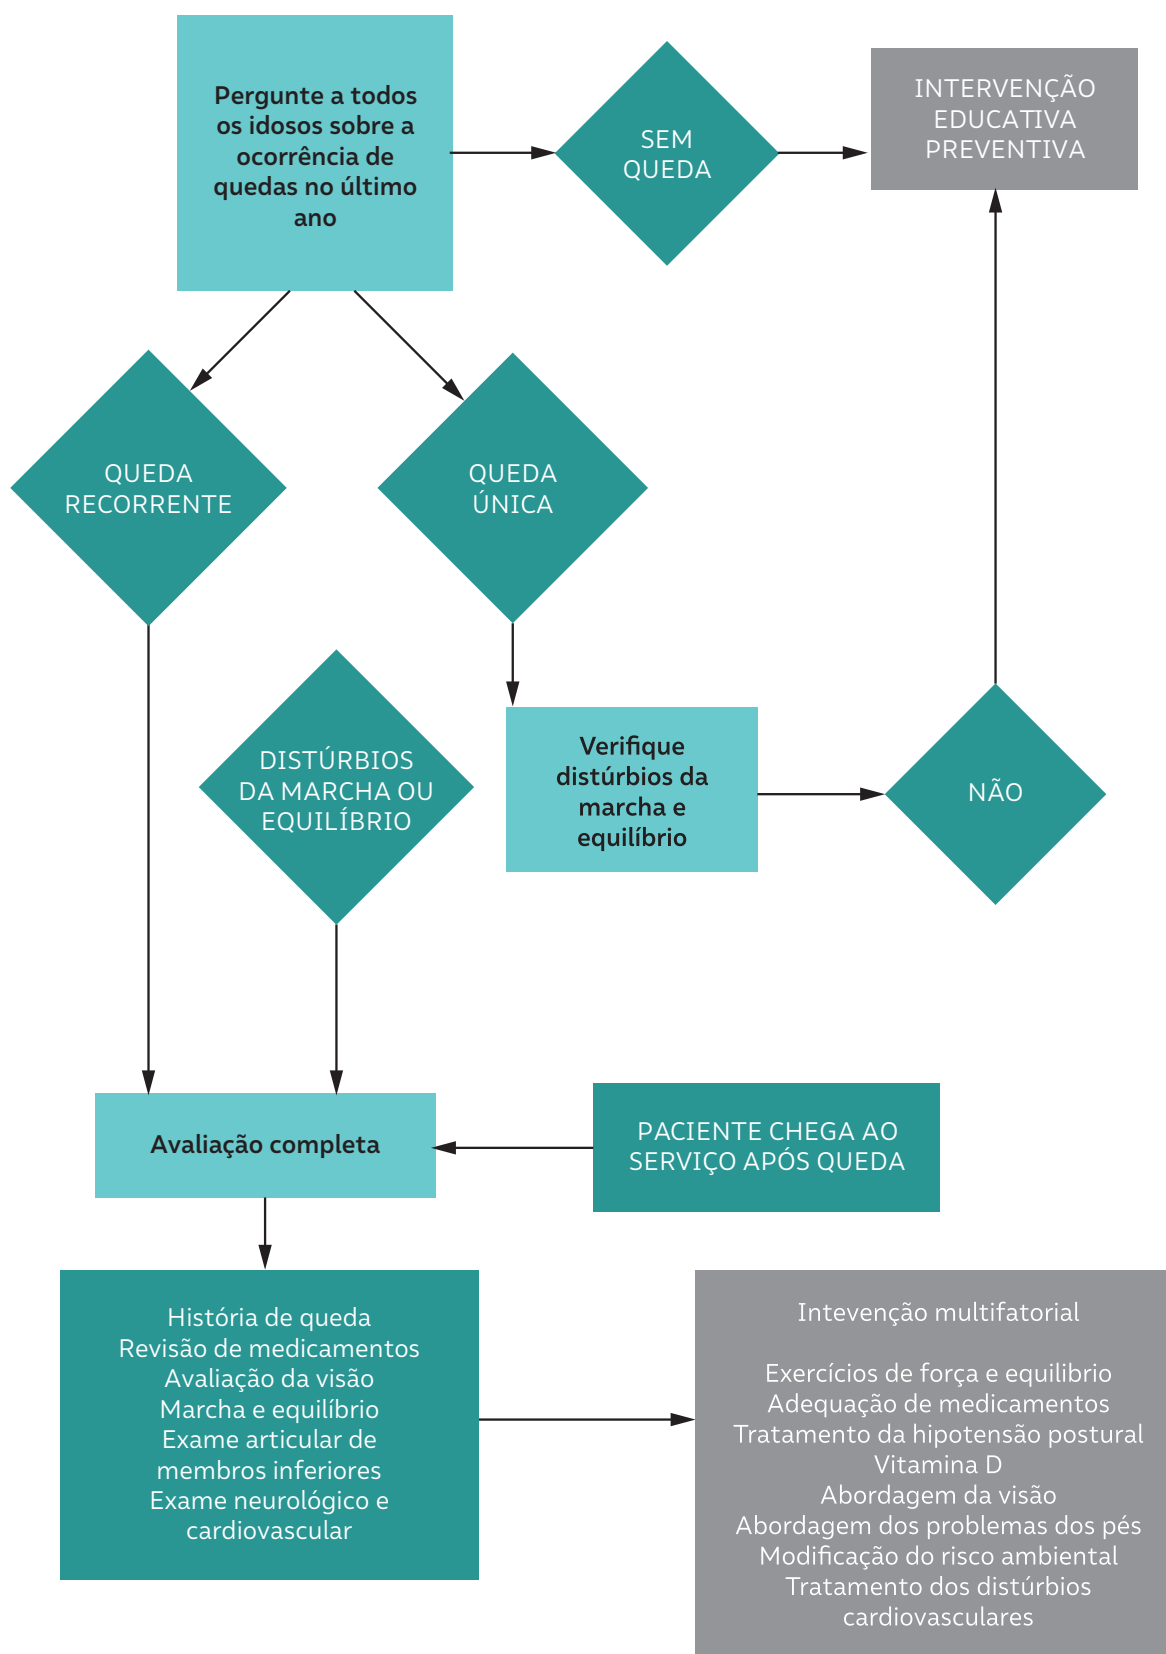 Pergunte a todos
os idosos sobre a
ocorrência de
quedas no último
ano
SEM
QUEDA
INTERVENÇÃO
EDUCATIVA
PREVENTIVA
QUEDA
RECORRENTE
QUEDA
ÚNICA
DISTÚRBIOS
DA MARCHA OU
EQUILÍBRIO
Verifique
distúrbios da
marcha e
equilíbrio
NÃO
Avaliação completa
PACIENTE CHEGA AO
SERVIÇO APÓS QUEDA
História de queda
Revisão de medicamentos
Avaliação da visão
Marcha e equilíbrio
Exame articular de
membros inferiores
Exame neurológico e
cardiovascular
Intevenção multifatorial
Exercícios de força e equilibrio
Adequação de medicamentos
Tratamento da hipotensão postural
Vitamina D
Abordagem da visão
Abordagem dos problemas dos pés
Modificação do risco ambiental
Tratamento dos distúrbios
cardiovasculares